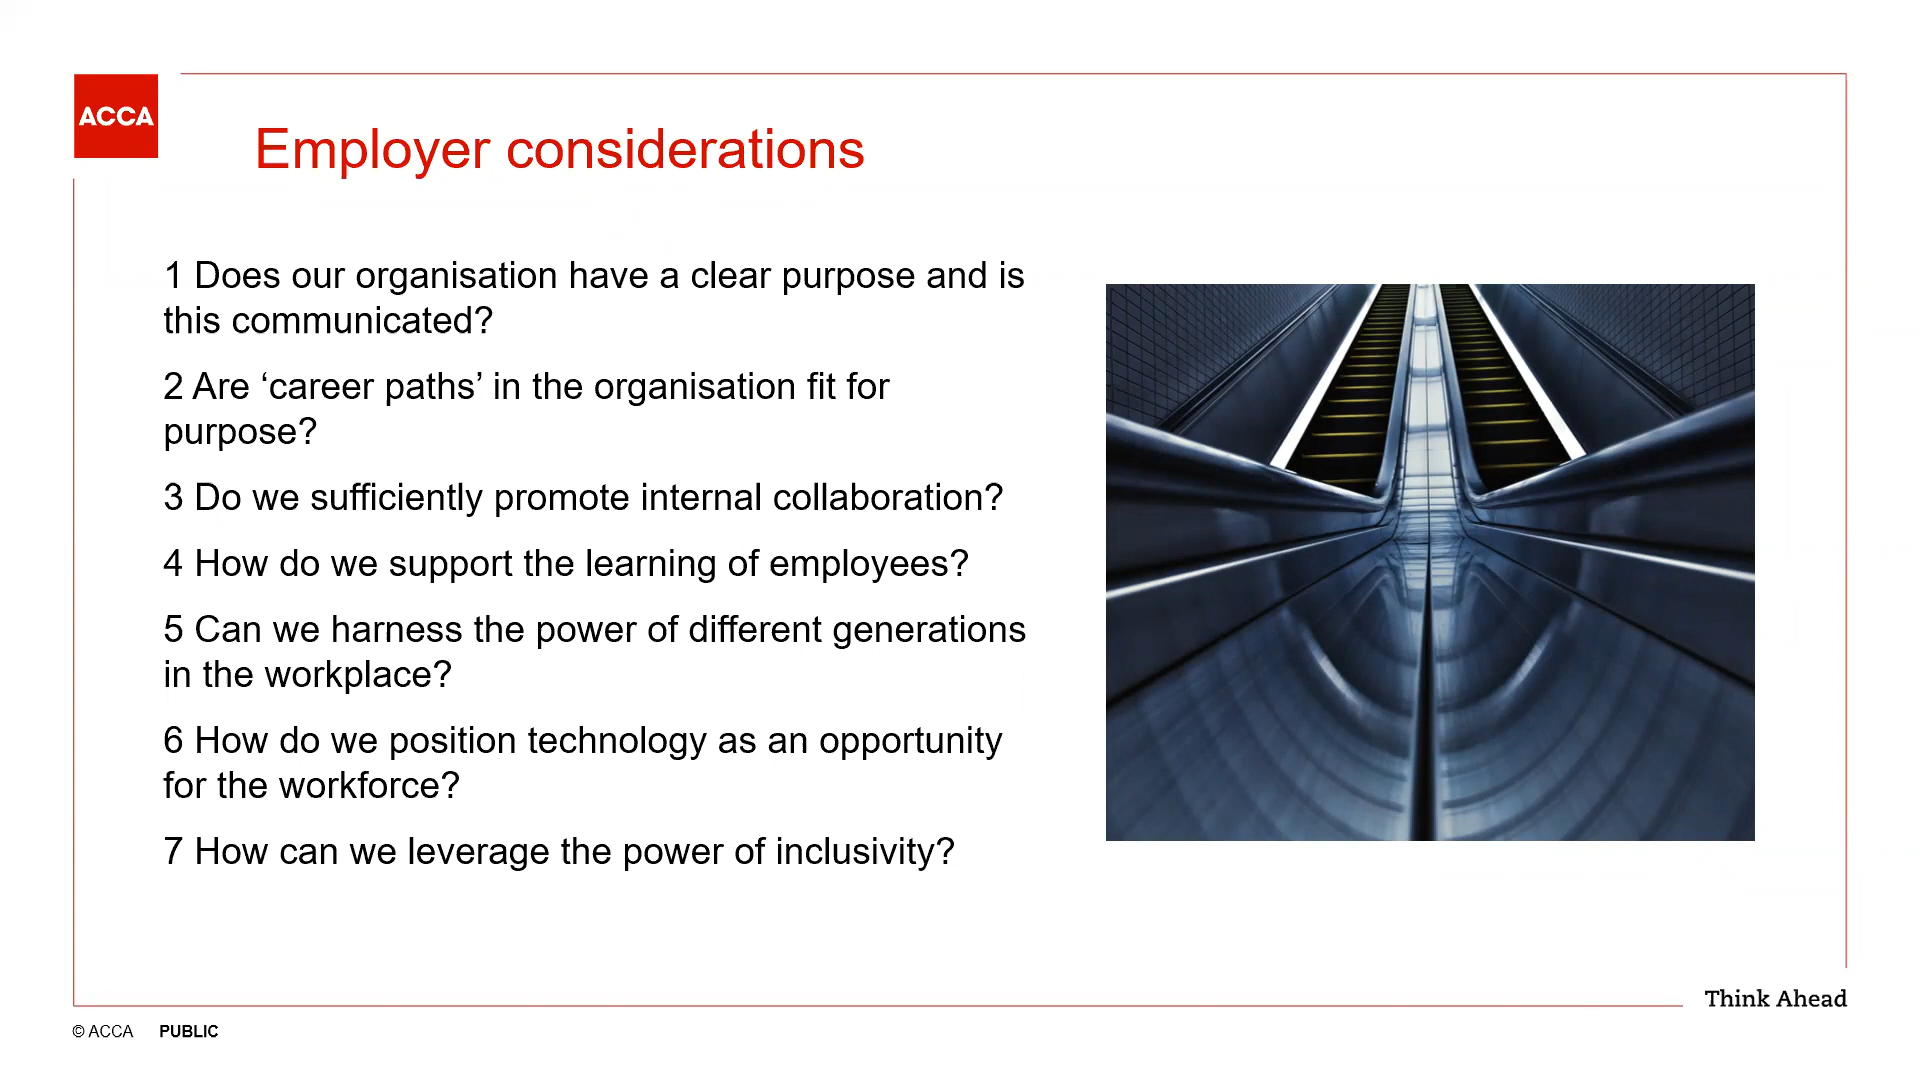 ACCA
Employer considerations
1 Does our organisation have a clear purpose and is
this communicated?
2 Are ‘career paths’ in the organisation fit for
purpose?
3 Do we sufficiently promote internal collaboration?
4 How do we support the learning of employees?
5 Can we harness the power of different generations
in the workplace?
6 How do we position technology as an opportunity
for the workforce?
7 How can we leverage the power of inclusivity?
Think Ahead
© ACCA PUBLIC